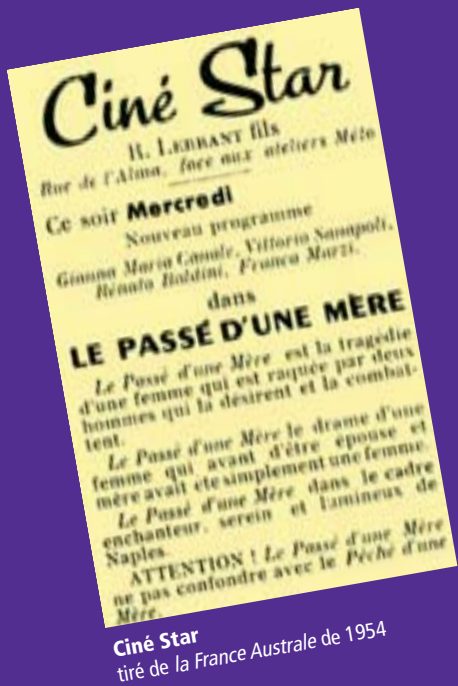 Ciné Star
R. LERRANT fils
Rue de l'Alma, face aux ateliers Méto
Ce soir Mercredi
Nouveau programme
Gianna Maria Canale, Vittorio Sanapoli,
Renato Baldini, Franca Marzi,
dans
LE PASSÉ D'UNE MÈRE
Le Passé d'une Mère est la tragédie
d'une femme qui est raquée par deux
hommes qui la désirent et la combat-
tent.
Le Passé d'une Mère le drame d'une
femme qui avant d'être épouse et
mère avait ete simplement une femme.
Le Passé d'une Mère dans le cadre
enchanteur, serein et lumineux de
Naples.
ATTENTION ! Le Passé d'une Mère
ne pas confondre avec le Péché d'une
Mère.
Ciné Star
tiré de la France Australe de 1954